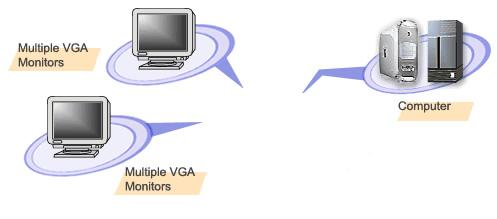 Multiple VGA
Monitors
Computer
Multiple VGA
Monitors